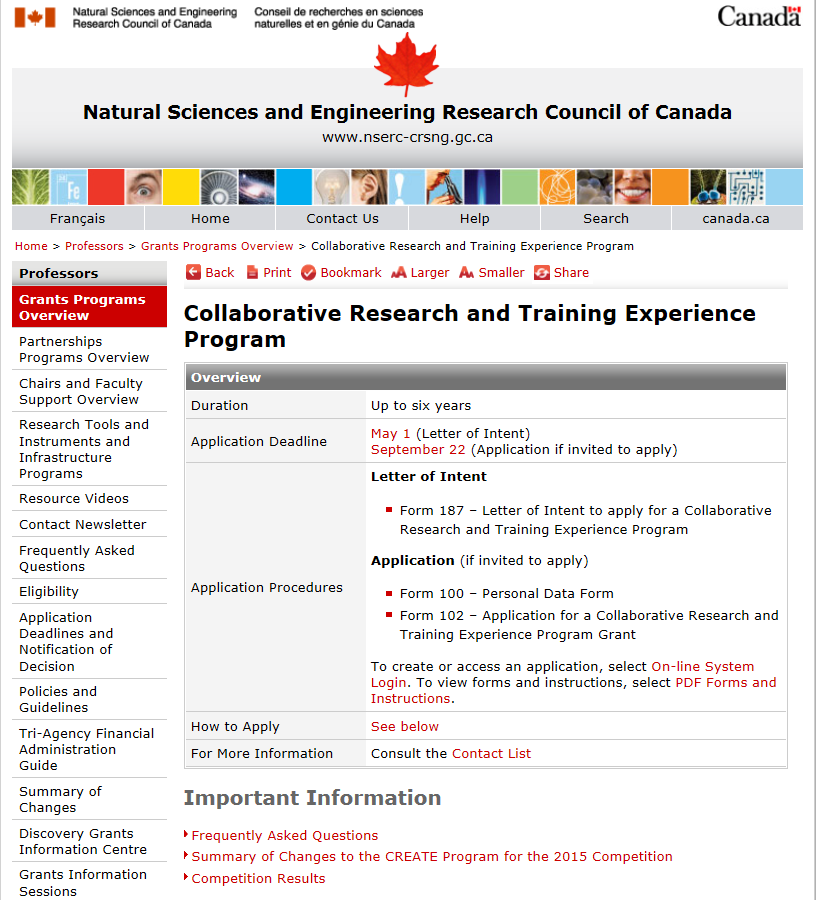 Natural Sciences and Engineering
Research Council of Canada
Conseil de recherches en sciences
naturelles et en génie du Canada
Canada
Natural Sciences and Engineering Research Council of Canada
www.nserc-crsng.gc.ca
Fe
Français
Home
Contact Us
Help
Search
canada.ca
Home > Professors > Grants Programs Overview > Collaborative Research and Training Experience Program
Professors
Grants Programs
Overview
Partnerships
Programs Overview
Chairs and Faculty
Support Overview
Research Tools and
Instruments and
Infrastructure
Programs
Resource Videos
Contact Newsletter
Frequently Asked
Questions
Eligibility
Application
Deadlines and
Notification of
Decision
Policies and
Guidelines
Tri-Agency Financial
Administration
Guide
Summary of
Changes
Discovery Grants
Information Centre
Grants Information
Sessions
Back
Print
Bookmark
Larger
Smaller
Share
Collaborative Research and Training Experience
Program
Overview
Duration
Up to six years
Application Deadline
May 1 (Letter of Intent)
September 22 (Application if invited to apply)
Application Procedures
Letter of Intent
Form 187 – Letter of Intent to apply for a Collaborative
Research and Training Experience Program
Application (if invited to apply)
Form 100 – Personal Data Form
Form 102 – Application for a Collaborative Research and
Training Experience Program Grant
To create or access an application, select On-line System
Login. To view forms and instructions, select PDF Forms and
Instructions.
How to Apply
See below
For More Information
Consult the Contact List
Important Information
Frequently Asked Questions
Summary of Changes to the CREATE Program for the 2015 Competition
Competition Results